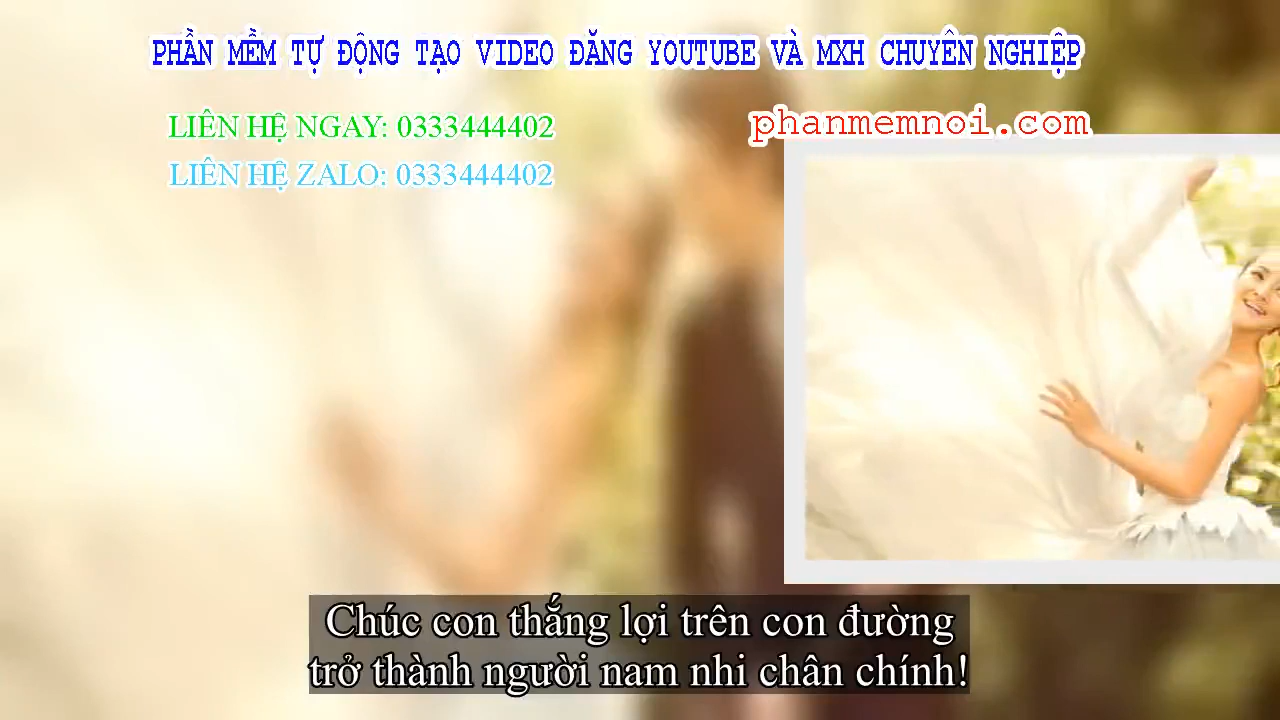 PHẦN MỀM TỰ ĐỘNG TẠO VIDEO ĐĂNG YOUTUBE VÀ MXH CHUYÊN NGHIỆP
LIÊN HỆ NGAY: 0333444402
phanmemnoi.com
LIÊN HỆ ZALO: 0333444402
Chúc con thắng lợi trên con đường
trở thành người nam nhi chân chính!